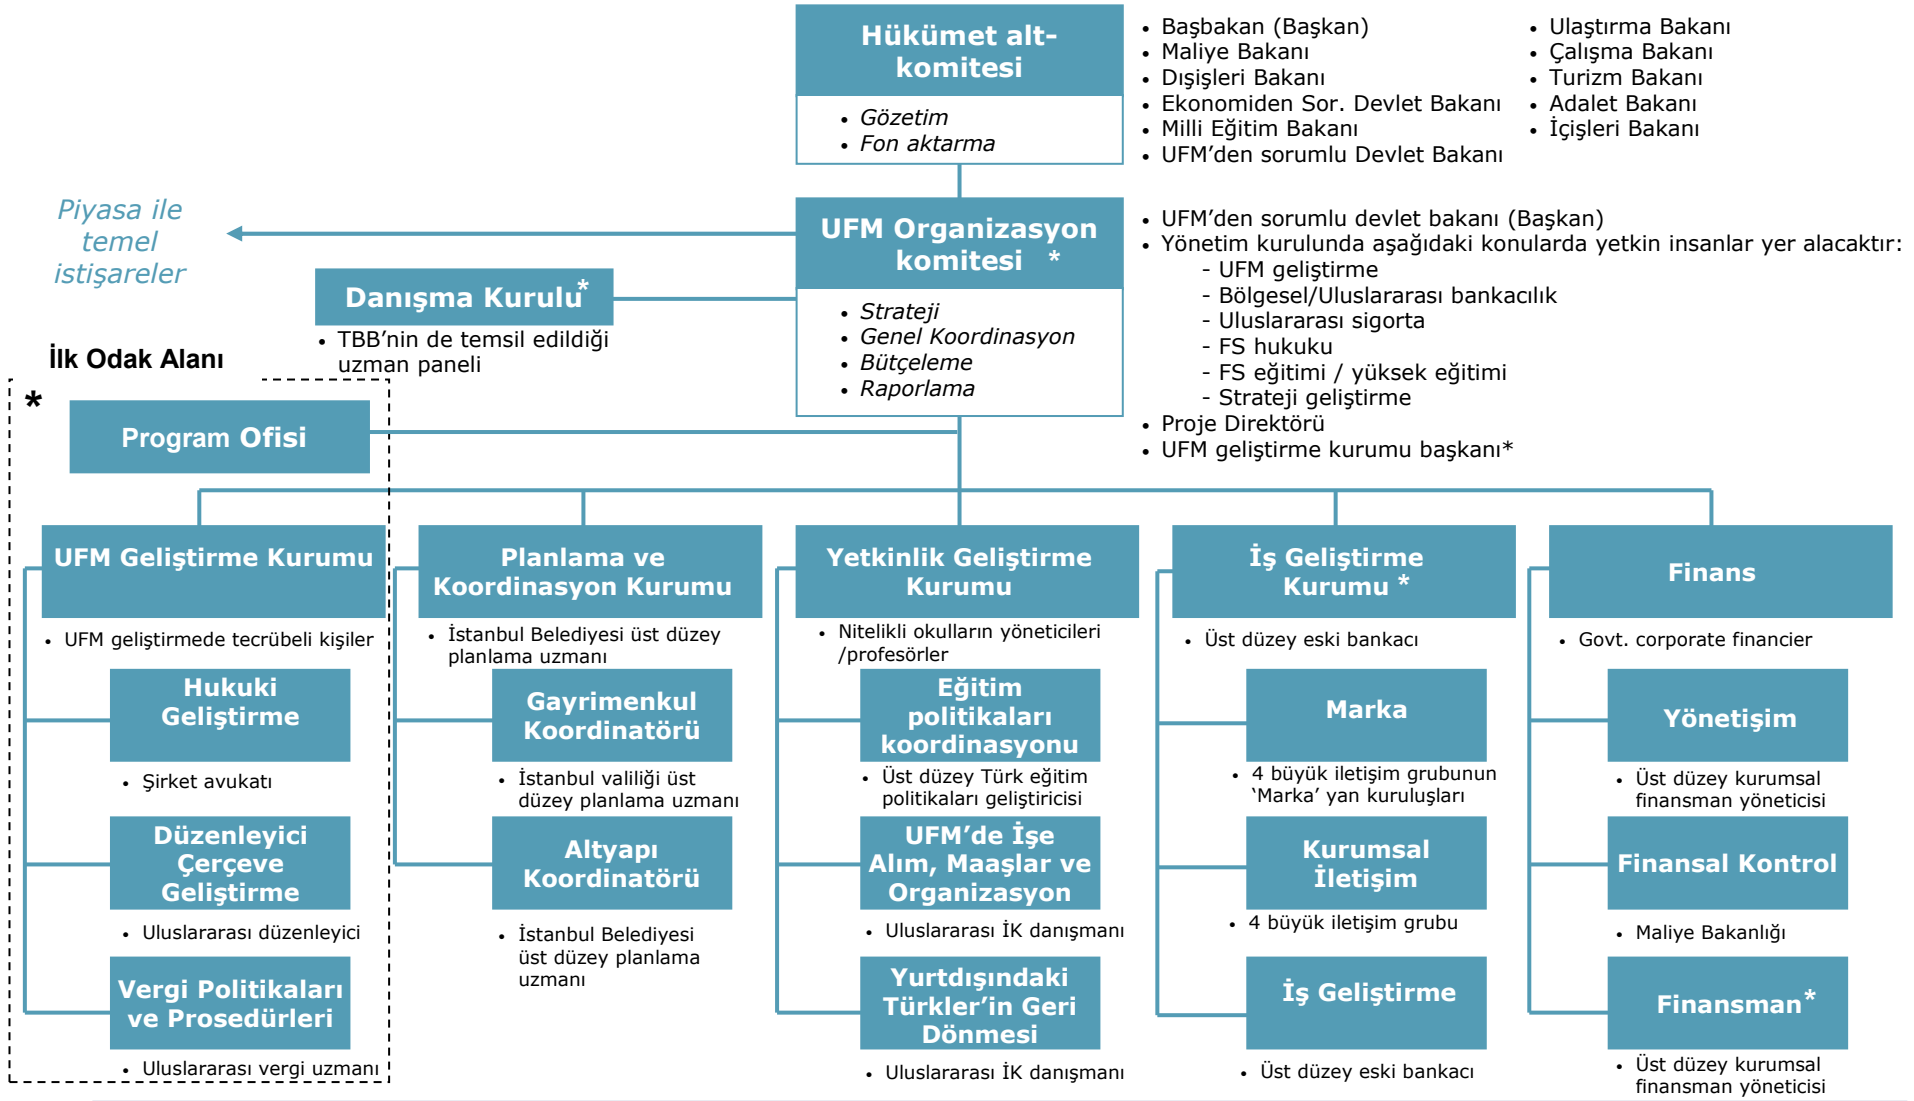 Hükümet alt-
komitesi
• Gözetim
• Fon aktarma
• Başbakan (Başkan)
• Maliye Bakanı
• Dışişleri Bakanı
• Ekonomiden Sor. Devlet Bakanı
• Milli Eğitim Bakanı
• UFM’den sorumlu Devlet Bakanı
• Ulaştırma Bakanı
• Çalışma Bakanı
• Turizm Bakanı
• Adalet Bakanı
• İçişleri Bakanı
Piyasa ile
temel
istişareler
UFM Organizasyon
komitesi *
• Strateji
• Genel Koordinasyon
• Bütçeleme
• Raporlama
• UFM’den sorumlu devlet bakanı (Başkan)
• Yönetim kurulunda aşağıdaki konularda yetkin insanlar yer alacaktır:
- UFM geliştirme
- Bölgesel/Uluslararası bankacılık
- Uluslararası sigorta
- FS hukuku
- FS eğitimi / yüksek eğitimi
- Strateji geliştirme
• Proje Direktörü
• UFM geliştirme kurumu başkanı*
Danışma Kurulu*
• TBB’nin de temsil edildiği
uzman paneli
İlk Odak Alanı
*
Program Ofisi
UFM Geliştirme Kurumu
• UFM geliştirmede tecrübeli kişiler
Hukuki
Geliştirme
• Şirket avukatı
Düzenleyici
Çerçeve
Geliştirme
• Uluslararası düzenleyici
Vergi Politikaları
ve Prosedürleri
• Uluslararası vergi uzmanı
Planlama ve
Koordinasyon Kurumu
• İstanbul Belediyesi üst düzey
planlama uzmanı
Gayrimenkul
Koordinatörü
• İstanbul valiliği üst
düzey planlama uzmanı
Altyapı
Koordinatörü
• İstanbul Belediyesi
üst düzey planlama
uzmanı
Yetkinlik Geliştirme
Kurumu
• Nitelikli okulların yöneticileri
/profesörler
Eğitim
politikaları
koordinasyonu
• Üst düzey Türk eğitim
politikaları geliştiricisi
UFM’de İşe
Alım, Maaşlar ve
Organizasyon
• Uluslararası İK danışmanı
Yurtdışındaki
Türkler’in Geri
Dönmesi
• Uluslararası İK danışmanı
İş Geliştirme
Kurumu *
• Üst düzey eski bankacı
Marka
• 4 büyük iletişim grubunun
‘Marka’ yan kuruluşları
Kurumsal
İletişim
• 4 büyük iletişim grubu
İş Geliştirme
• Üst düzey eski bankacı
Finans
• Govt. corporate financier
Yönetişim
• Üst düzey kurumsal
finansman yöneticisi
Finansal Kontrol
• Maliye Bakanlığı
Finansman*
• Üst düzey kurumsal
finansman yöneticisi